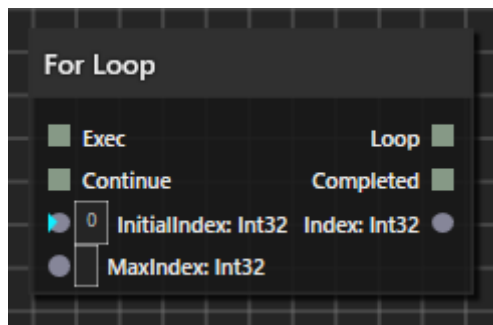 For Loop
Exec Loop
Continue Completed
0 InitialIndex: Int32 Index: Int32
MaxIndex: Int32